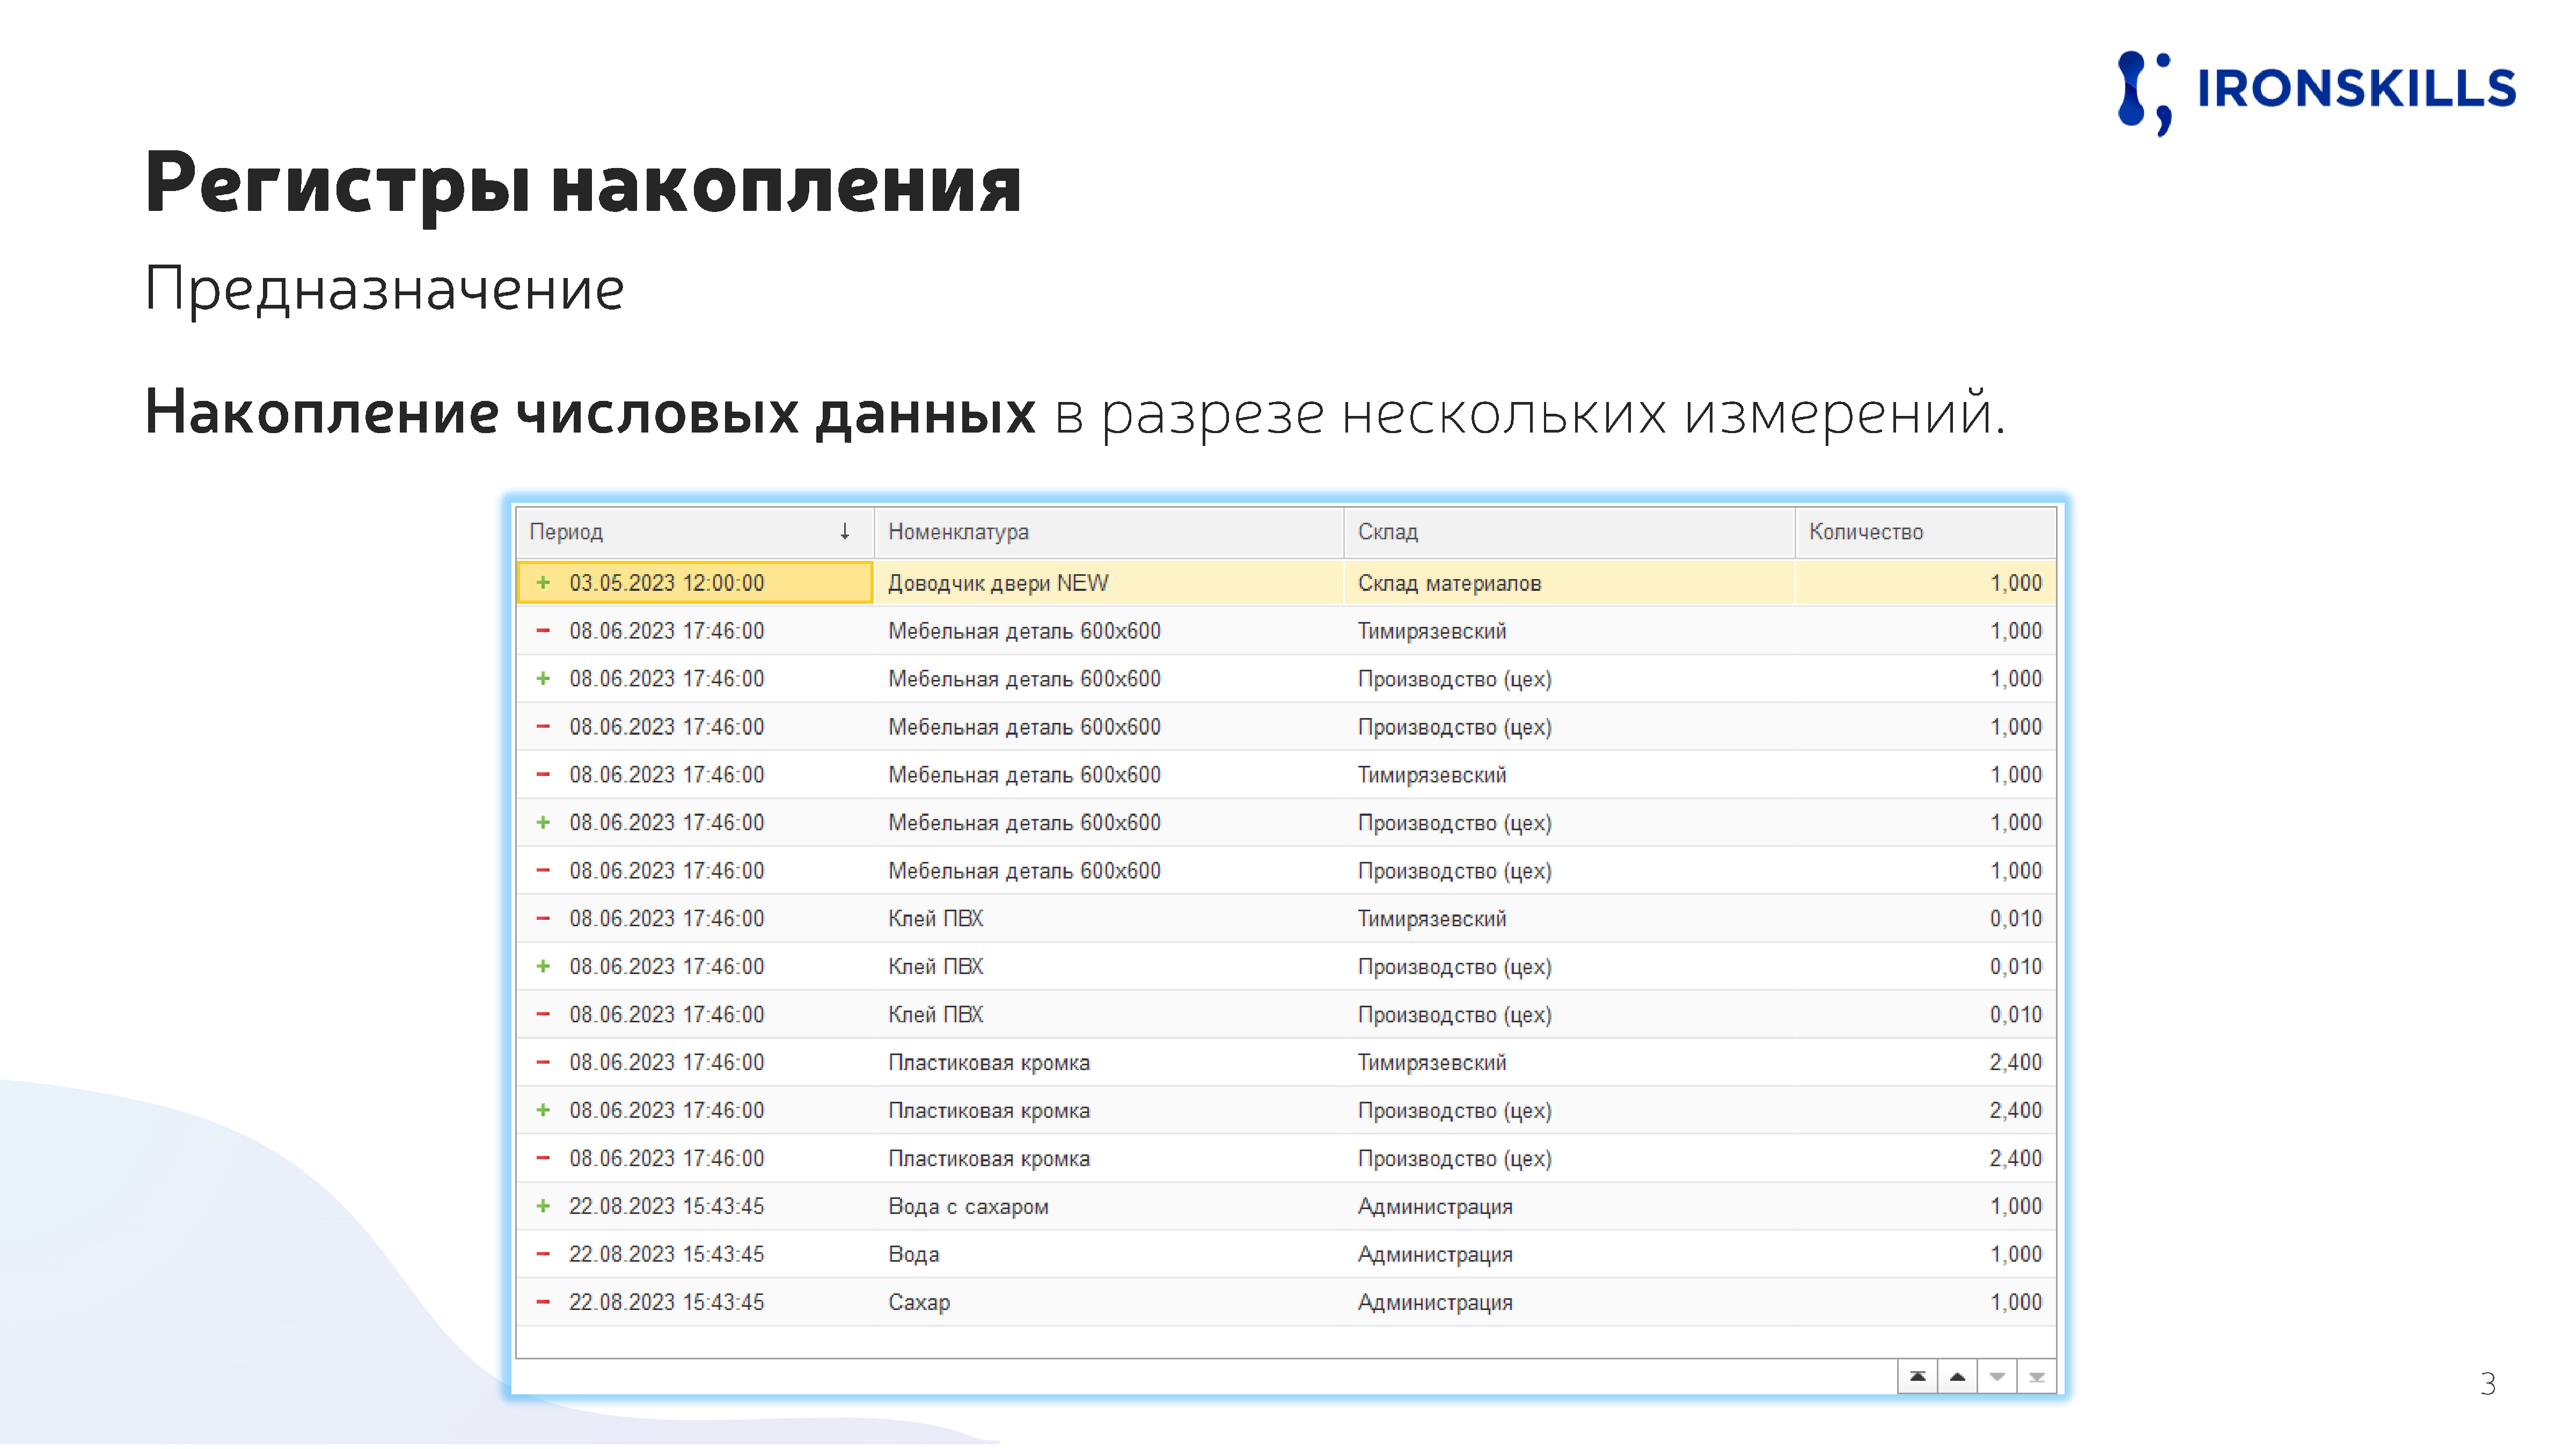 IRONSKILLS
Регистры накопления
Предназначение
Накопление числовых данных в разрезе нескольких измерений.
Период ↓ Номенклатура Склад Количество
+ 03.05.2023 12:00:00 Доводчик двери NEW Склад материалов 1,000
− 08.06.2023 17:46:00 Мебельная деталь 600х600 Тимирязевский 1,000
+ 08.06.2023 17:46:00 Мебельная деталь 600х600 Производство (цех) 1,000
− 08.06.2023 17:46:00 Мебельная деталь 600х600 Производство (цех) 1,000
− 08.06.2023 17:46:00 Мебельная деталь 600х600 Тимирязевский 1,000
+ 08.06.2023 17:46:00 Мебельная деталь 600х600 Производство (цех) 1,000
− 08.06.2023 17:46:00 Мебельная деталь 600х600 Производство (цех) 1,000
− 08.06.2023 17:46:00 Клей ПВХ Тимирязевский 0,010
+ 08.06.2023 17:46:00 Клей ПВХ Производство (цех) 0,010
− 08.06.2023 17:46:00 Клей ПВХ Производство (цех) 0,010
− 08.06.2023 17:46:00 Пластиковая кромка Тимирязевский 2,400
+ 08.06.2023 17:46:00 Пластиковая кромка Производство (цех) 2,400
− 08.06.2023 17:46:00 Пластиковая кромка Производство (цех) 2,400
+ 22.08.2023 15:43:45 Вода с сахаром Администрация 1,000
− 22.08.2023 15:43:45 Вода Администрация 1,000
− 22.08.2023 15:43:45 Сахар Администрация 1,000
3